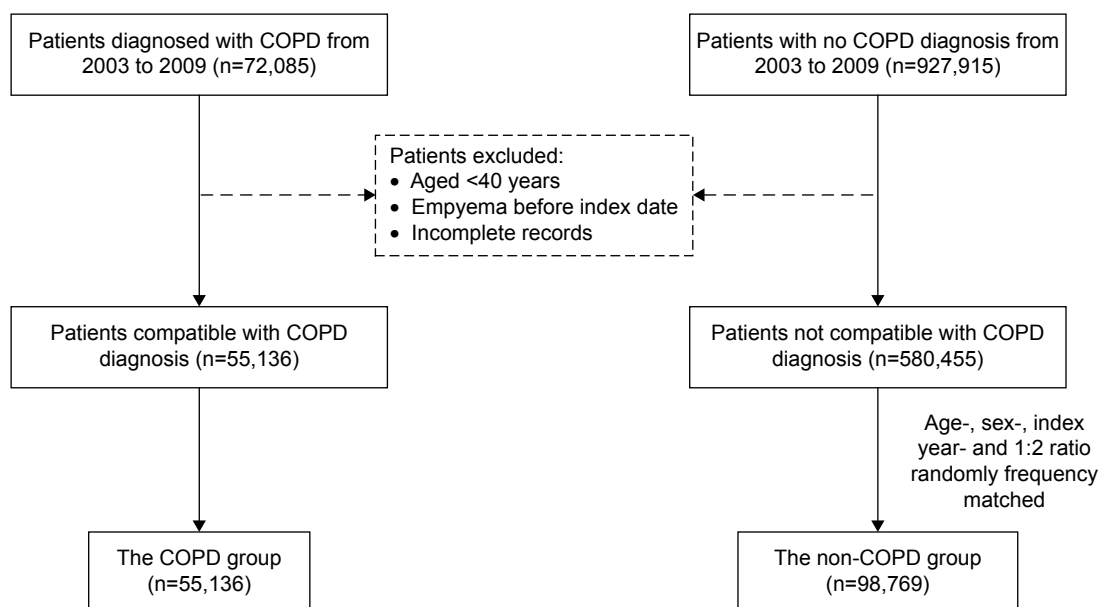 Patients diagnosed with COPD from
2003 to 2009 (n=72,085)
Patients with no COPD diagnosis from
2003 to 2009 (n=927,915)
Patients excluded:
• Aged <40 years
• Empyema before index date
• Incomplete records
Patients compatible with COPD
diagnosis (n=55,136)
Patients not compatible with COPD
diagnosis (n=580,455)
Age-, sex-, index
year- and 1:2 ratio
randomly frequency
matched
The COPD group
(n=55,136)
The non-COPD group
(n=98,769)